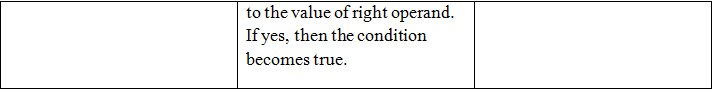 to the value of right operand.
If yes, then the condition
becomes true.